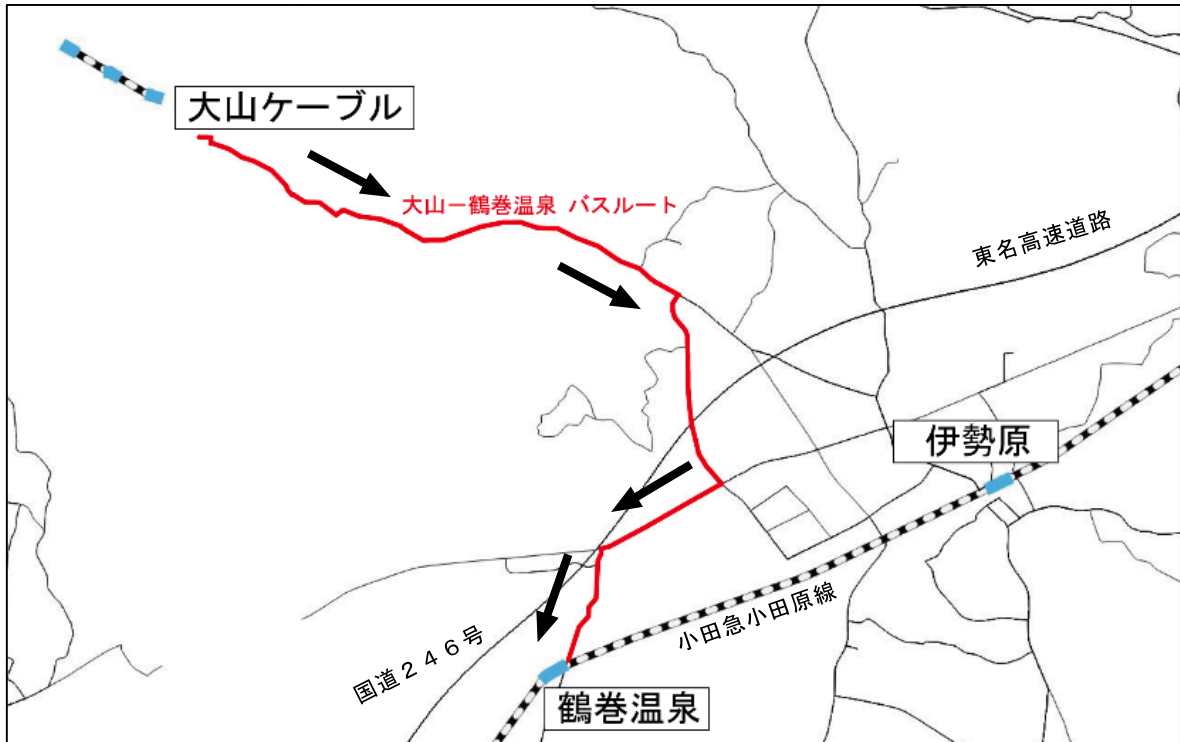 大山ケーブル
大山－鶴巻温泉 バスルート
東名高速道路
伊勢原
小田急小田原線
国道２４６号
鶴巻温泉